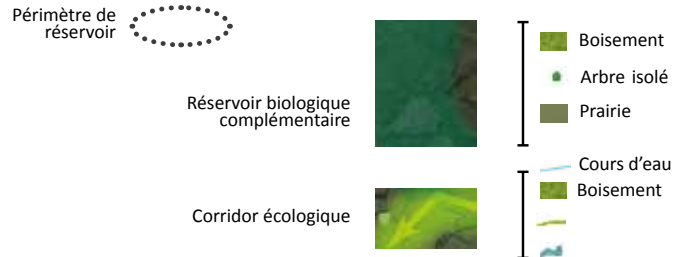 Périmètre de
réservoir
Réservoir biologique
complémentaire
Boisement
Arbre isolé
Prairie
Corridor écologique
Cours d'eau
Boisement